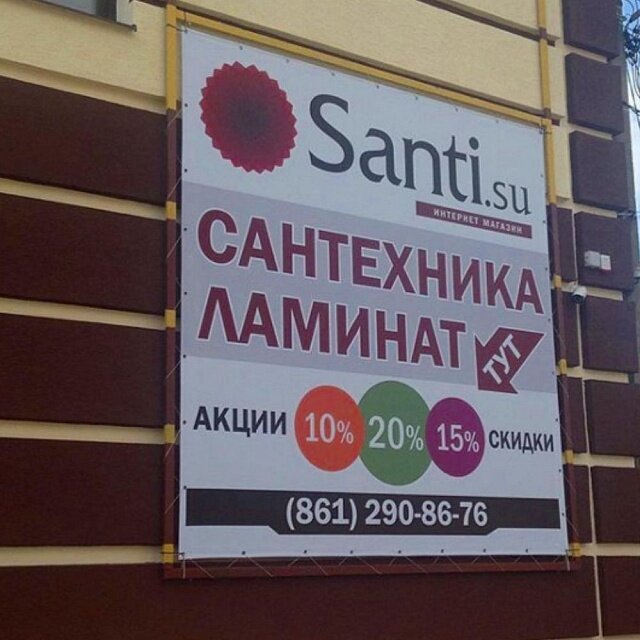 Santi.su
ИНТЕРНЕТ МАГАЗИН
САНТЕХНИКА
ЛАМИНАТ
ТУТ
АКЦИИ 10% 20% 15% СКИДКИ
(861) 290-86-76